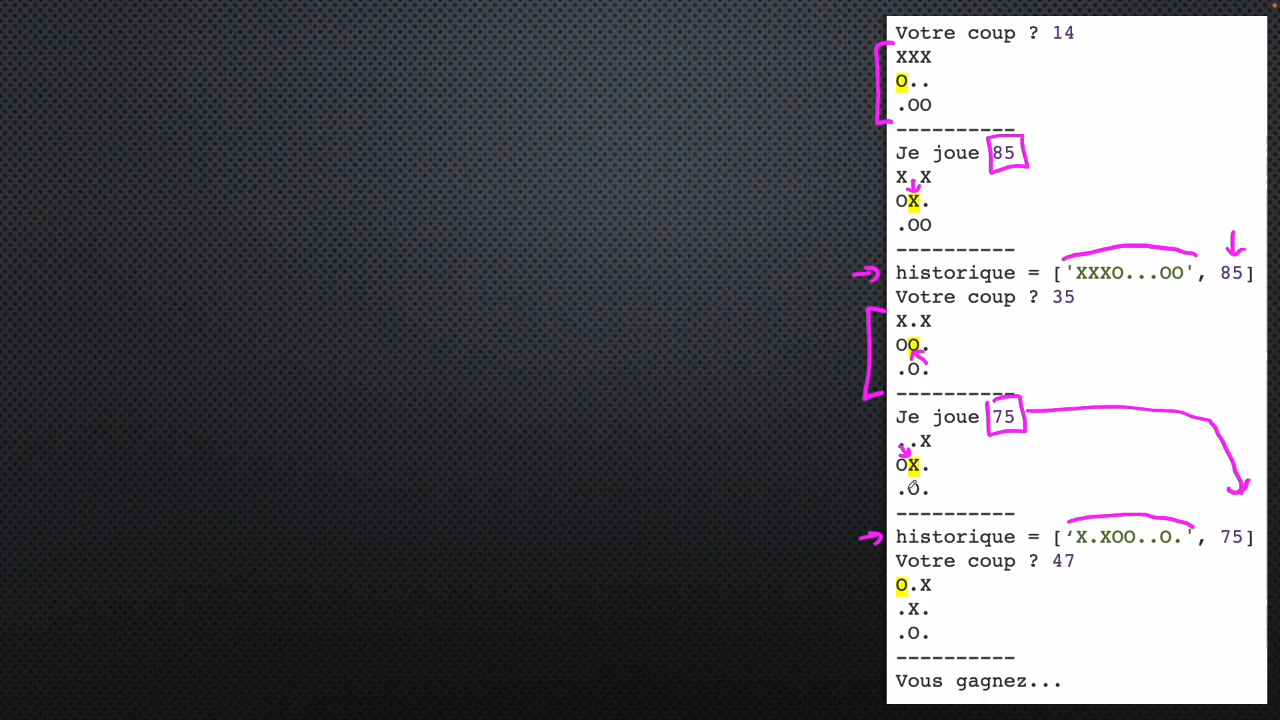 Votre coup ? 14
XXX
O..
.OO
----------
Je joue 85
X.X
OX.
.OO
----------
historique = ['XXXO...OO', 85]
Votre coup ? 35
X.X
OO.
.O.
----------
Je joue 75
..X
OX.
.O.
----------
historique = [‘X.XOO..O.', 75]
Votre coup ? 47
O.X
.X.
.O.
----------
Vous gagnez...